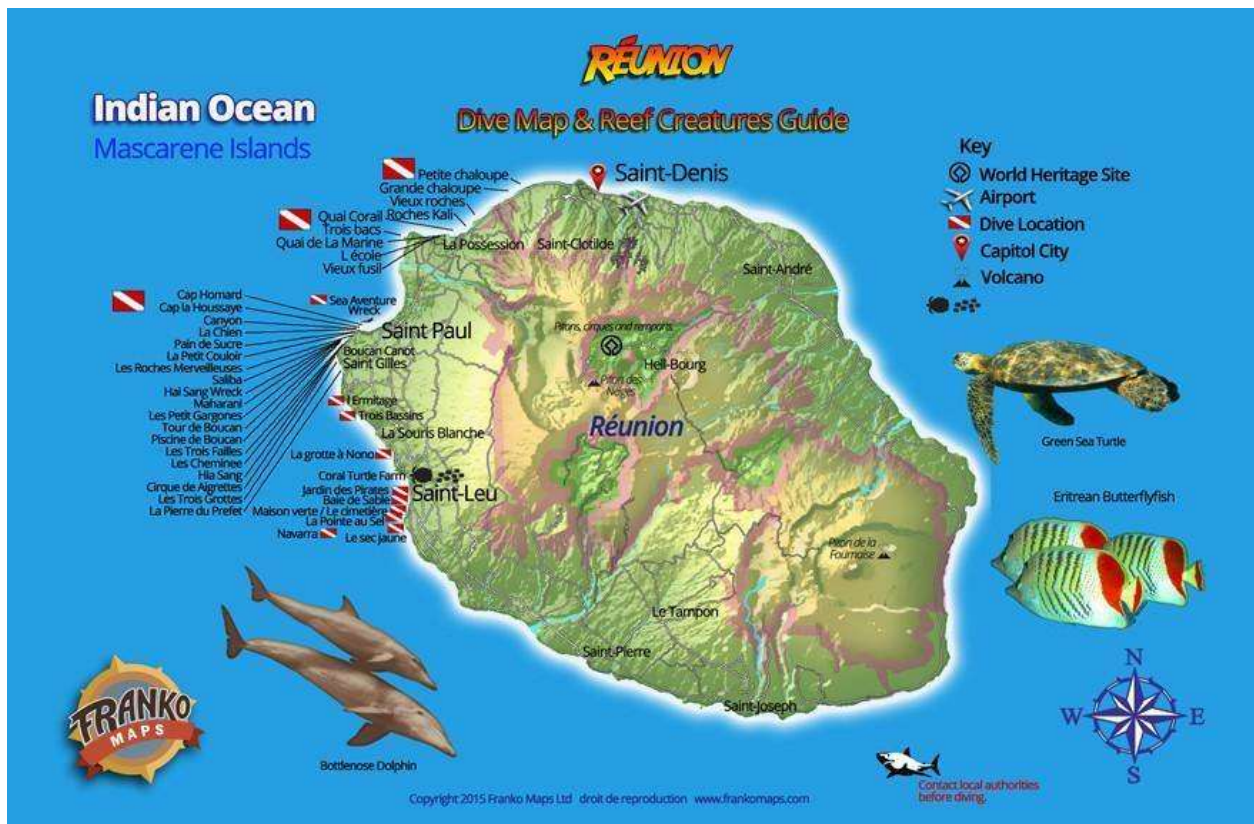 RÉUNION
Indian Ocean
Mascarene Islands
Dive Map & Reef Creatures Guide
Key
World Heritage Site
Airport
Dive Location
Capitol City
Volcano
Petite chaloupe
Grande chaloupe
Vieux roches
Quai Corail Roches Kali
Trois bacs
Quai de La Marine
L école
Vieux fusil
Saint-Denis
La Possession
Saint-Clotilde
Saint-André
Cap Homard
Cap la Houssaye
Canyon
La Chien
Pain de Sucre
La Petit Couloir
Les Roches Merveilleuses
Saliba
Hai Sang Wreck
Maharani
Les Petit Gargones
Tour de Boucan
Piscine de Boucan
Les Trois Failles
Les Cheminee
Hia Sang
Cirque de Aigrettes
Les Trois Grottes
La Pierre du Prefet
Sea Aventure
Wreck
Saint Paul
Boucan Canot
Saint Gilles
l Ermitage
Trois Bassins
La Souris Blanche
La grotte à Nono
Coral Turtle Farm
Jardin des Pirates
Saint-Leu
Baie de Sable
Maison verte / Le cimetière
La Pointe au Sel
Navarra
Le sec Jaune
Pitons, cirques and remparts
Hell-Bourg
Piton des
Neges
Réunion
Piton de la
Fournaise
Le Tampon
Saint-Pierre
Saint-Joseph
Green Sea Turtle
Eritrean Butterflyfish
Bottlenose Dolphin
FRANKO
MAPS
N
W
E
S
Contact local authorities
before diving.
Copyright 2015 Franko Maps Ltd droit de reproduction www.frankomaps.com